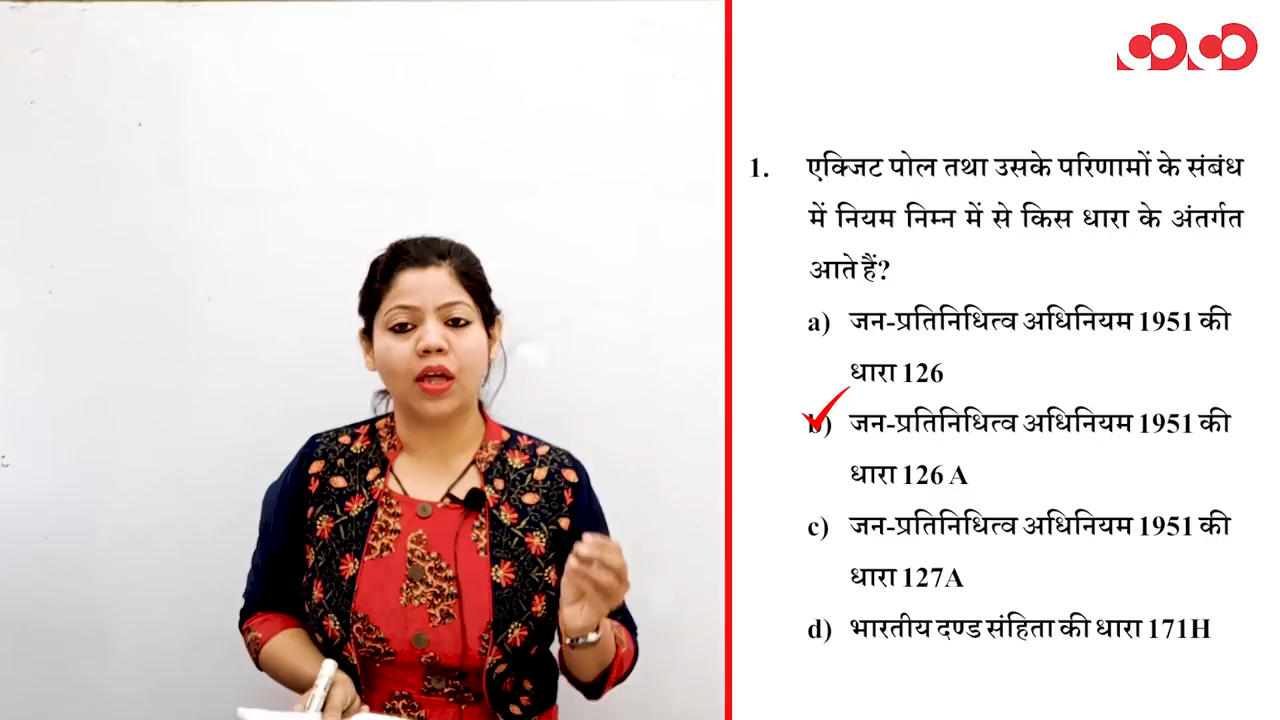 1. एक्जिट पोल तथा उसके परिणामों के संबंध
में नियम निम्न में से किस धारा के अंतर्गत
आते हैं?
a) जन-प्रतिनिधित्व अधिनियम 1951 की
धारा 126
b) जन-प्रतिनिधित्व अधिनियम 1951 की
धारा 126 A
c) जन-प्रतिनिधित्व अधिनियम 1951 की
धारा 127A
d) भारतीय दण्ड संहिता की धारा 171H